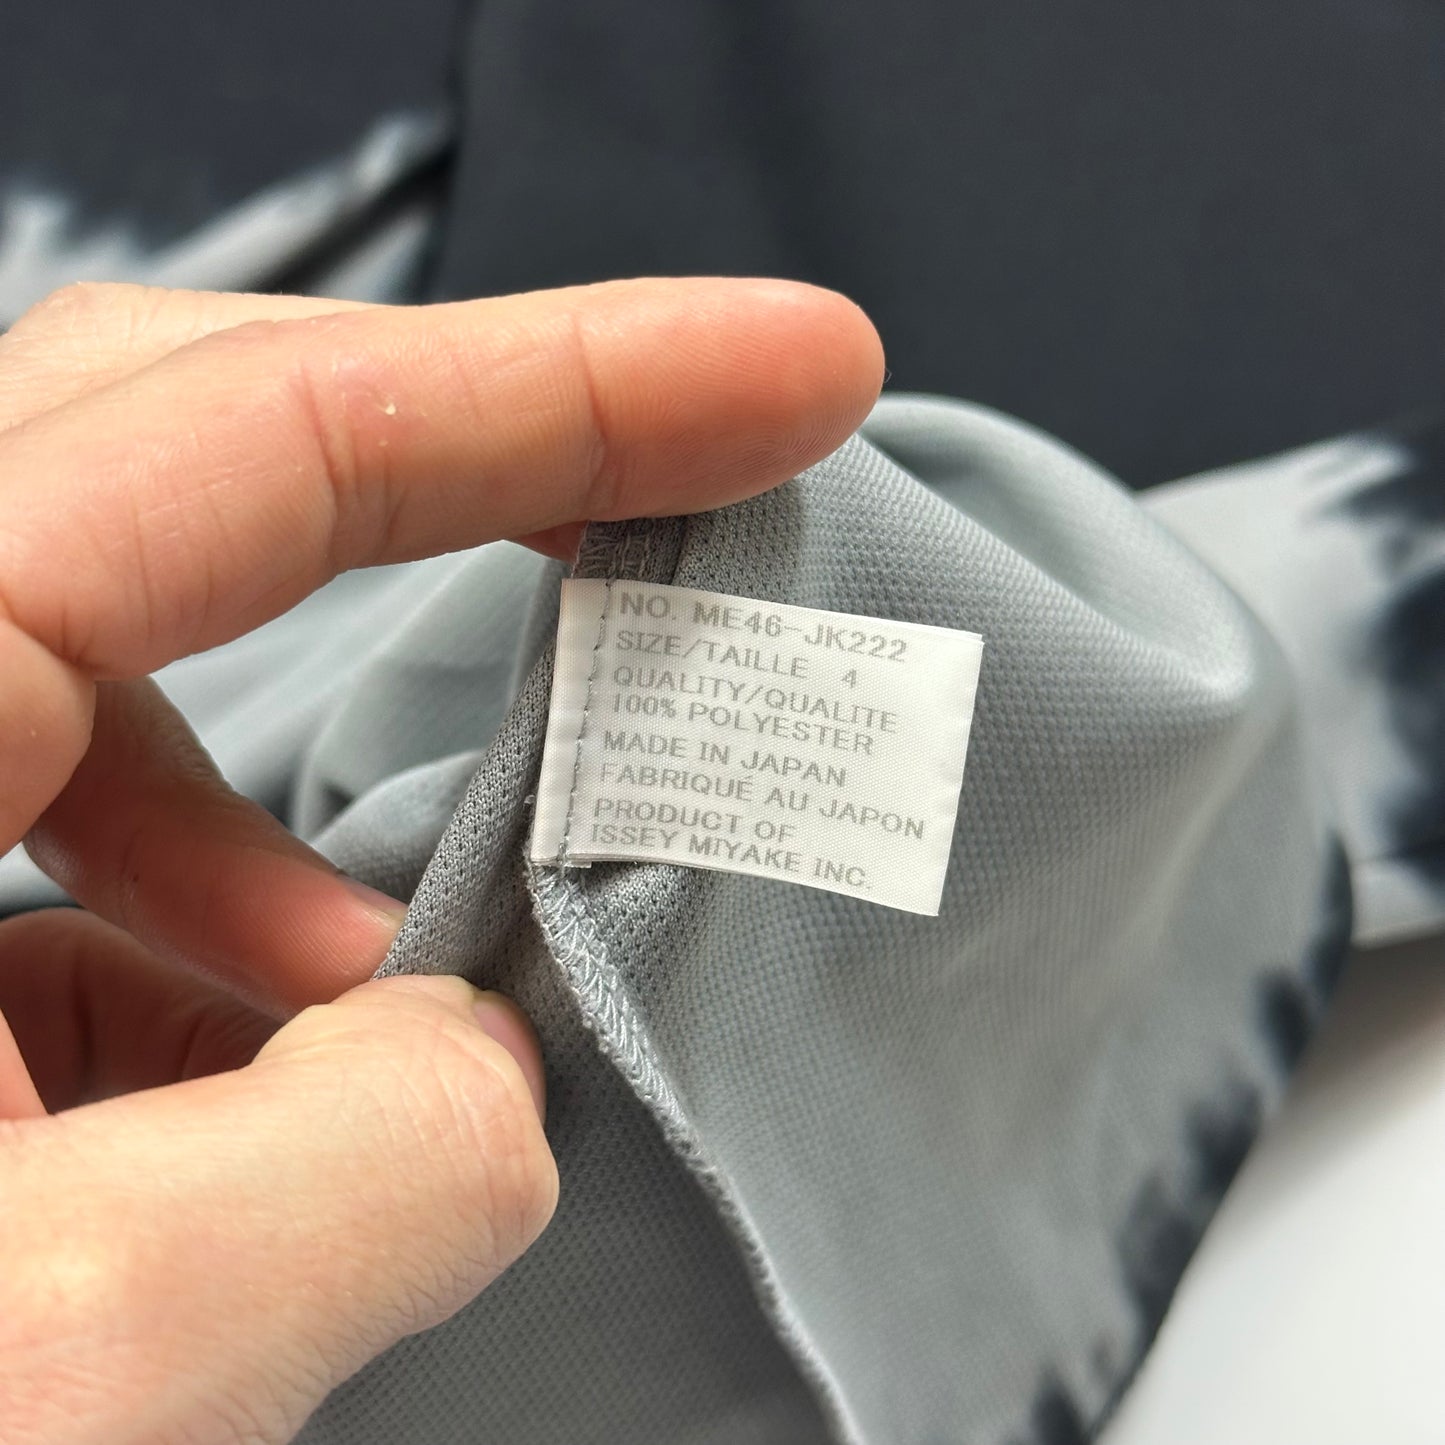 NO. ME46-JK222
SIZE/TAILLE 4
QUALITY/QUALITE
100% POLYESTER
MADE IN JAPAN
FABRIQUÉ AU JAPON
PRODUCT OF
ISSEY MIYAKE INC.